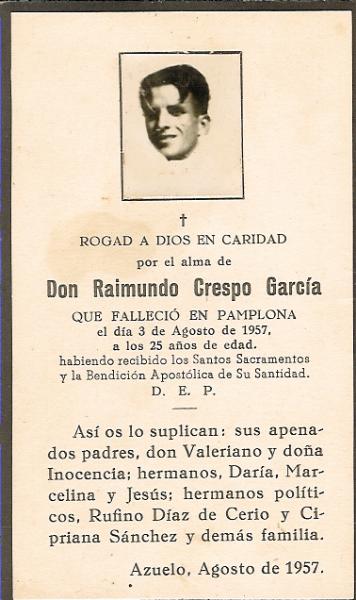 †
ROGAD A DIOS EN CARIDAD
por el alma de
Don Raimundo Crespo García
QUE FALLECIÓ EN PAMPLONA
el día 3 de Agosto de 1957,
a los 25 años de edad.
habiendo recibido los Santos Sacramentos
y la Bendición Apostólica de Su Santidad.
D. E. P.
Así os lo suplican: sus apena-
dos padres, don Valeriano y doña
Inocencia; hermanos, Daría, Mar-
celina y Jesús; hermanos políti-
cos, Rufino Díaz de Cerio y Ci-
priana Sánchez y demás familia.
Azuelo, Agosto de 1957.